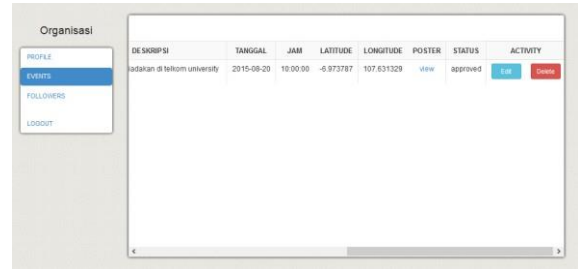 Organisasi
PROFILE
EVENTS
FOLLOWERS
LOGOUT
DESKRIPSI TANGGAL JAM LATITUDE LONGITUDE POSTER STATUS ACTIVITY
iadakan di telkom university 2015-08-20 10:00:00 -6.973787 107.631329 view approved Edit Delete